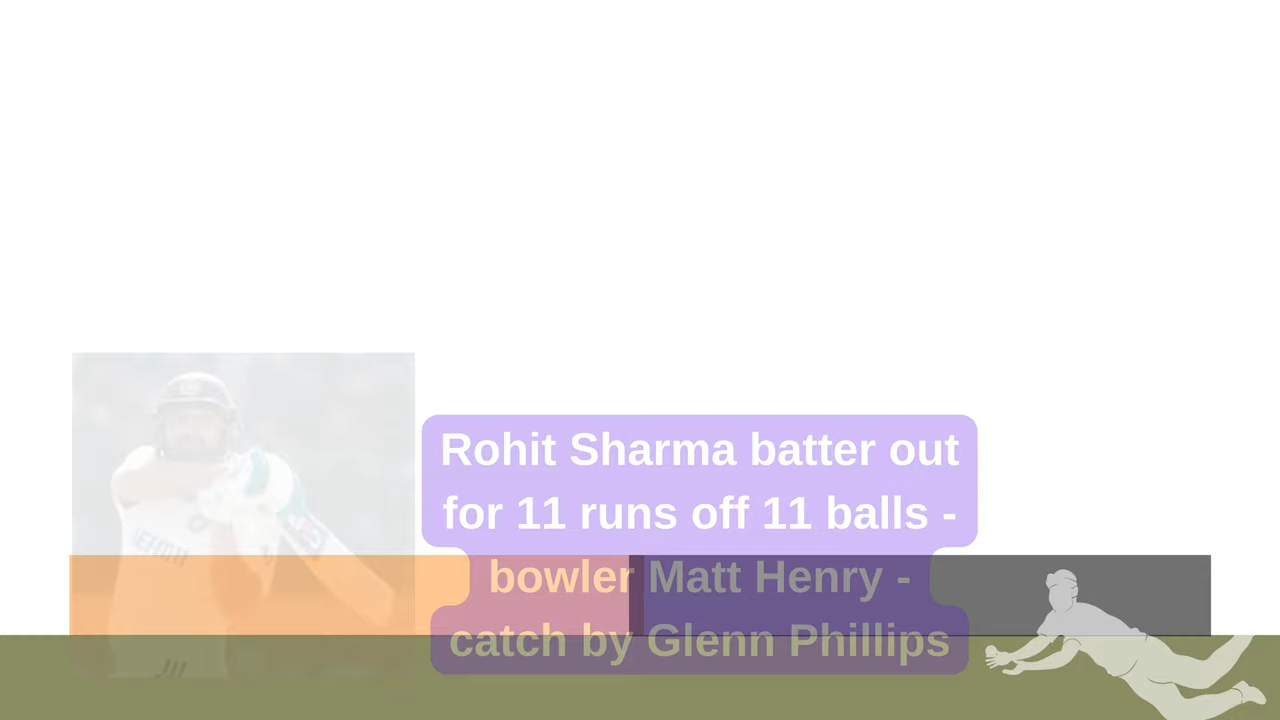 Rohit Sharma batter out
for 11 runs off 11 balls -
bowler Matt Henry -
catch by Glenn Phillips